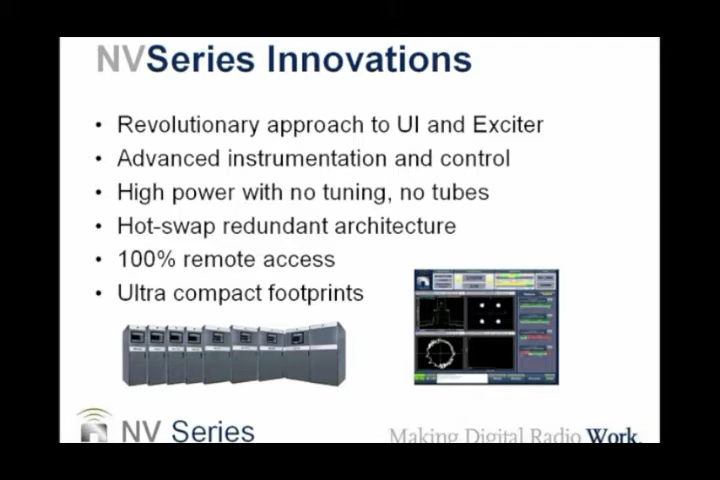 NVSeries Innovations
• Revolutionary approach to UI and Exciter
• Advanced instrumentation and control
• High power with no tuning, no tubes
• Hot-swap redundant architecture
• 100% remote access
• Ultra compact footprints
NV Series
Making Digital Radio Work.